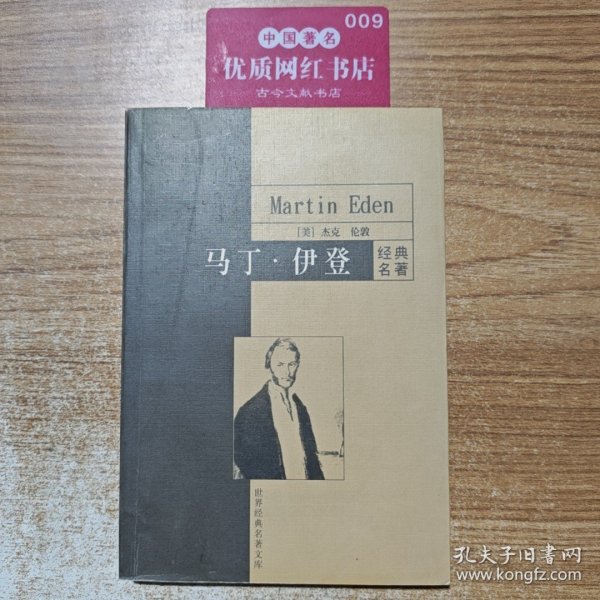 009
中国著名
优质网红书店
古今文献书店
Martin Eden
[美] 杰克 伦敦
马丁·伊登
经典
名著
世界经典名著文库
孔夫子旧书网
www.kongfz.com